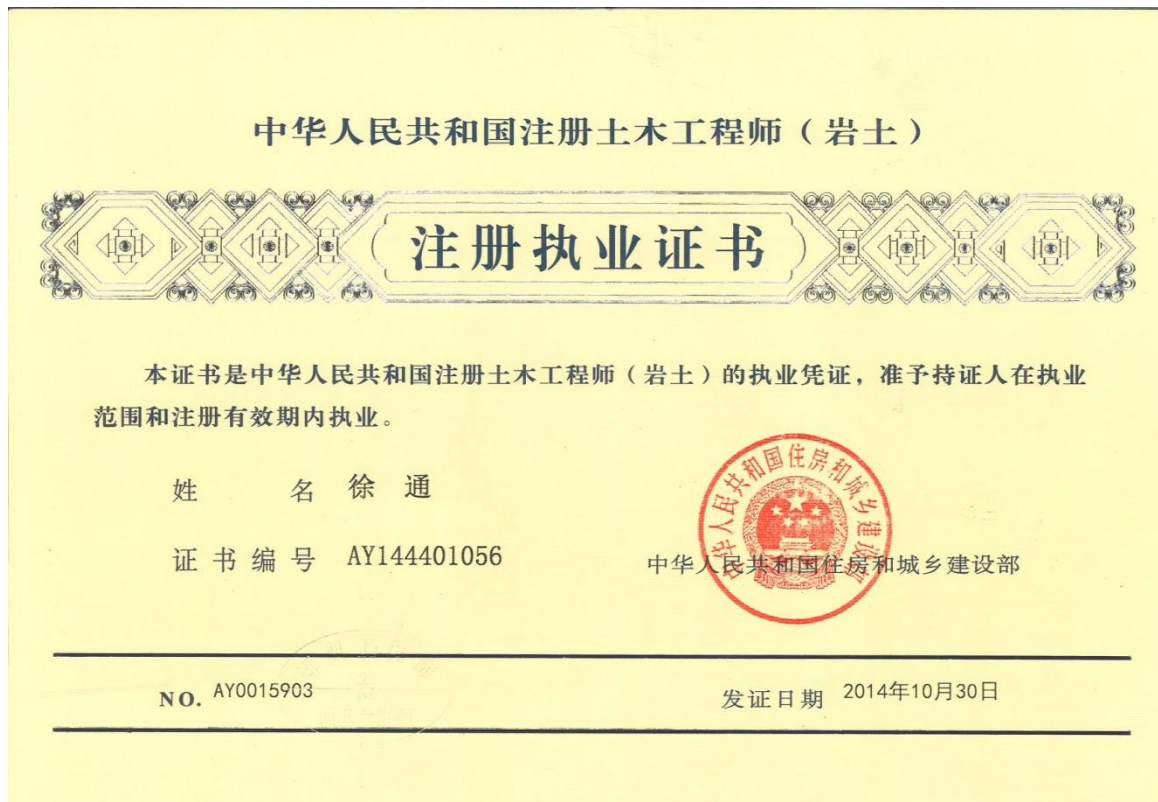 中华人民共和国注册土木工程师（岩土）
注册执业证书
本证书是中华人民共和国注册土木工程师（岩土）的执业凭证，准予持证人在执业
范围和注册有效期内执业。
姓 名 徐 通
中华人民共和国住房和城乡建设部
证书编号 AY144401056
中华人民共和国住房和城乡建设部
NO. AY0015903
发证日期 2014年10月30日